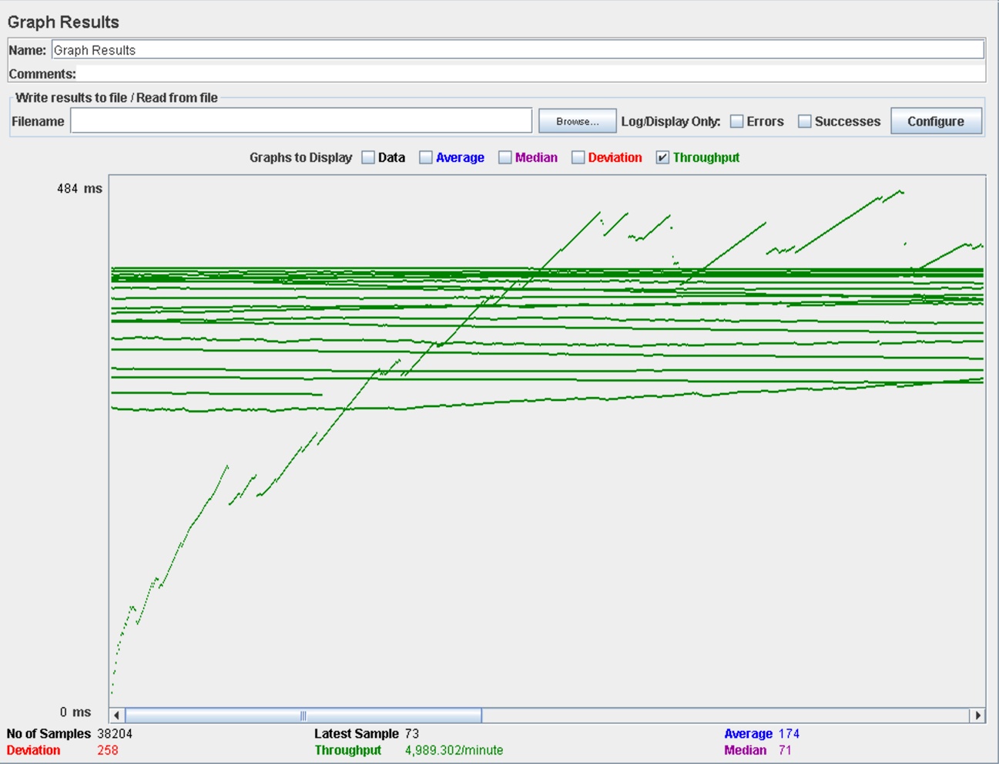 Graph Results
Name: Graph Results
Comments:
Write results to file / Read from file
Filename Browse... Log/Display Only: Errors Successes Configure
Graphs to Display Data Average Median Deviation Throughput
484 ms
0 ms
No of Samples 38204 Latest Sample 73 Average 174
Deviation 258 Throughput 4,989.302/minute Median 71